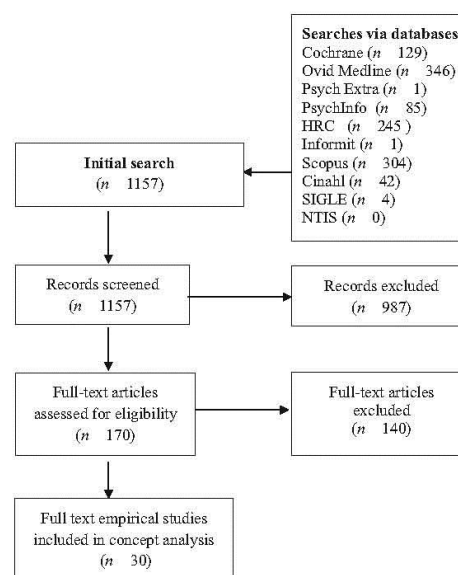 Searches via databases
Cochrane (n 129)
Ovid Medline (n 346)
Psych Extra (n 1)
PsychInfo (n 85)
HRC (n 245 )
Informit (n 1)
Scopus (n 304)
Cinahl (n 42)
SIGLE (n 4)
NTIS (n 0)
Initial search
(n 1157)
Records screened
(n 1157)
Records excluded
(n 987)
Full-text articles
assessed for eligibility
(n 170)
Full-text articles
excluded
(n 140)
Full text empirical studies
included in concept analysis
(n 30)